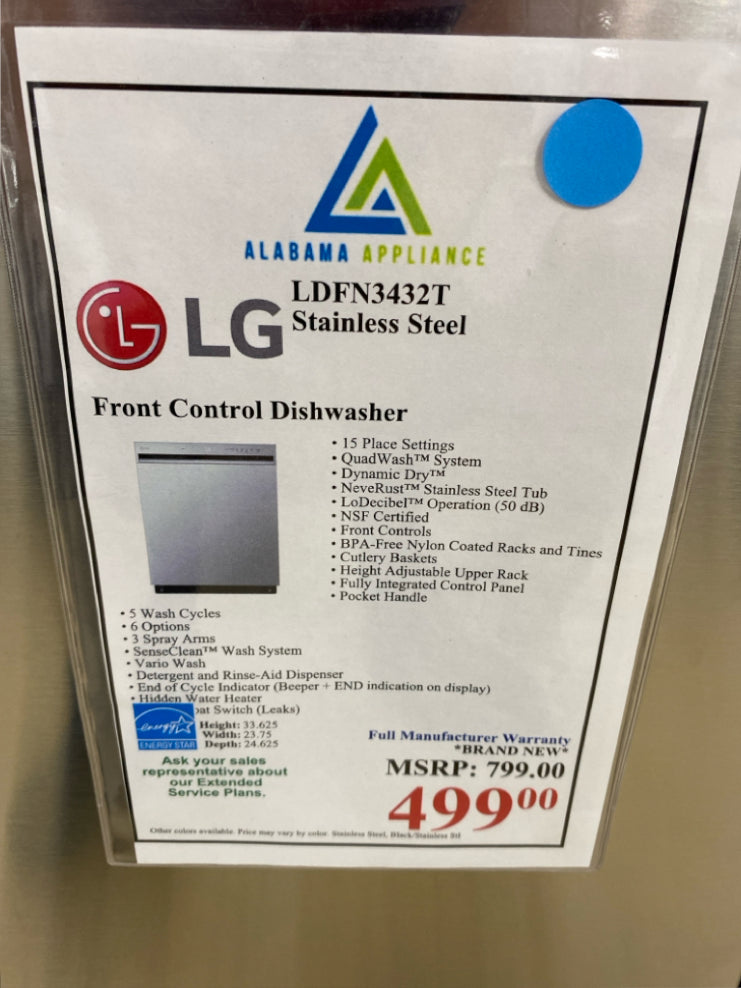 ALABAMA APPLIANCE
LG
LDFN3432T
Stainless Steel
Front Control Dishwasher
• 15 Place Settings
• QuadWash™ System
• Dynamic Dry™
• NeveRust™ Stainless Steel Tub
• LoDecibel™ Operation (50 dB)
• NSF Certified
• Front Controls
• BPA-Free Nylon Coated Racks and Tines
• Cutlery Baskets
• Height Adjustable Upper Rack
• Fully Integrated Control Panel
• Pocket Handle
• 5 Wash Cycles
• 6 Options
• 3 Spray Arms
• SenseClean™ Wash System
• Vario Wash
• Detergent and Rinse-Aid Dispenser
• End of Cycle Indicator (Beeper + END indication on display)
• Hidden Water Heater
oat Switch (Leaks)
energy
ENERGY STAR
Height: 33.625
Width: 23.75
Depth: 24.625
Ask your sales
representative about
our Extended
Service Plans.
Full Manufacturer Warranty
*BRAND NEW*
MSRP: 799.00
499⁰⁰
Other colors available. Price may vary by color. Stainless Steel, Black/Stainless Stl